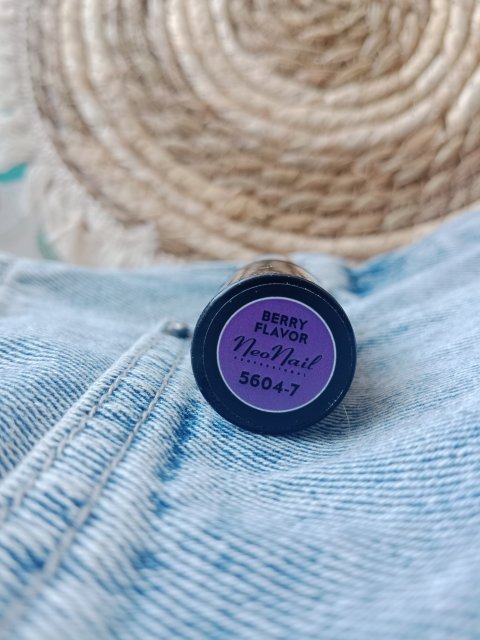 BERRY
FLAVOR
NeoNail
PROFESSIONAL
5604-7